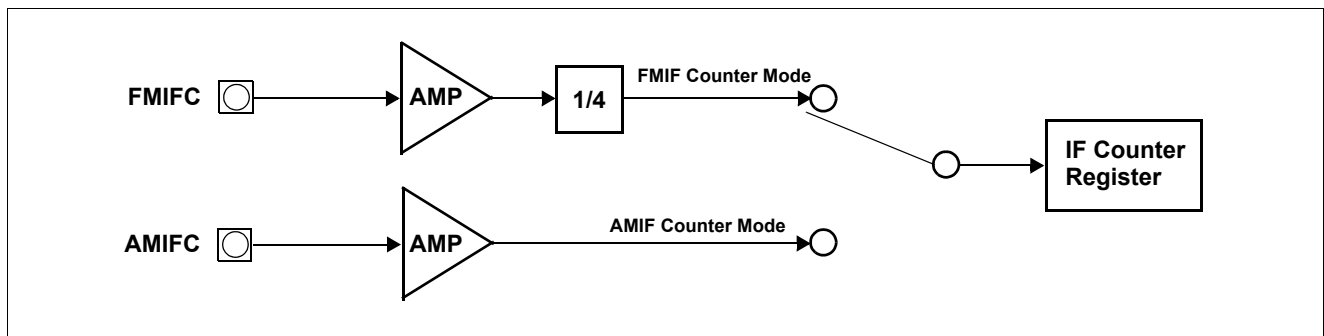 FMIFC
AMP
1/4
FMIF Counter Mode
IF Counter
Register
AMIFC
AMP
AMIF Counter Mode